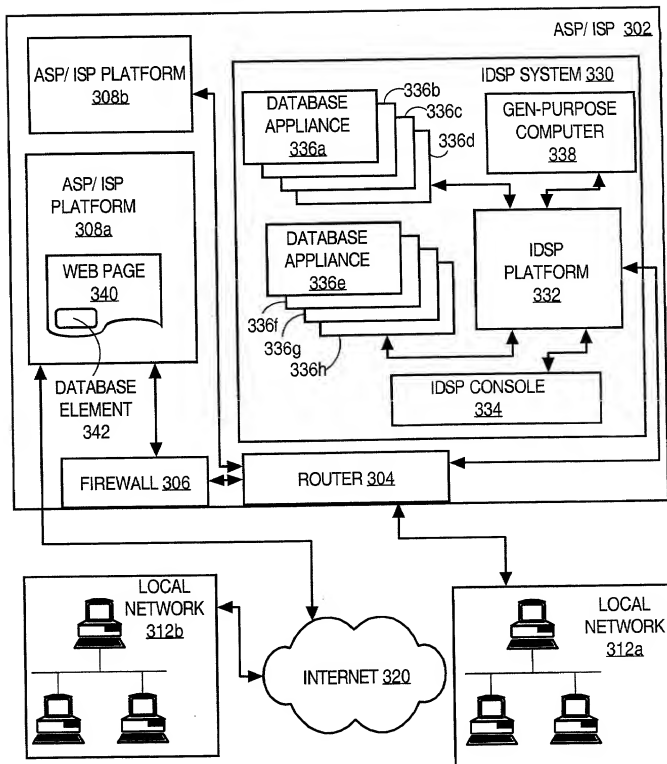 ASP/ ISP 302
ASP/ ISP PLATFORM
308b
ASP/ ISP
PLATFORM
308a
WEB PAGE
340
DATABASE
ELEMENT
342
FIREWALL 306
IDSP SYSTEM 330
DATABASE
APPLIANCE
336a
336b
336c
336d
GEN-PURPOSE
COMPUTER
338
DATABASE
APPLIANCE
336e
336f
336g
336h
IDSP
PLATFORM
332
IDSP CONSOLE
334
ROUTER 304
LOCAL
NETWORK
312b
INTERNET 320
LOCAL
NETWORK
312a